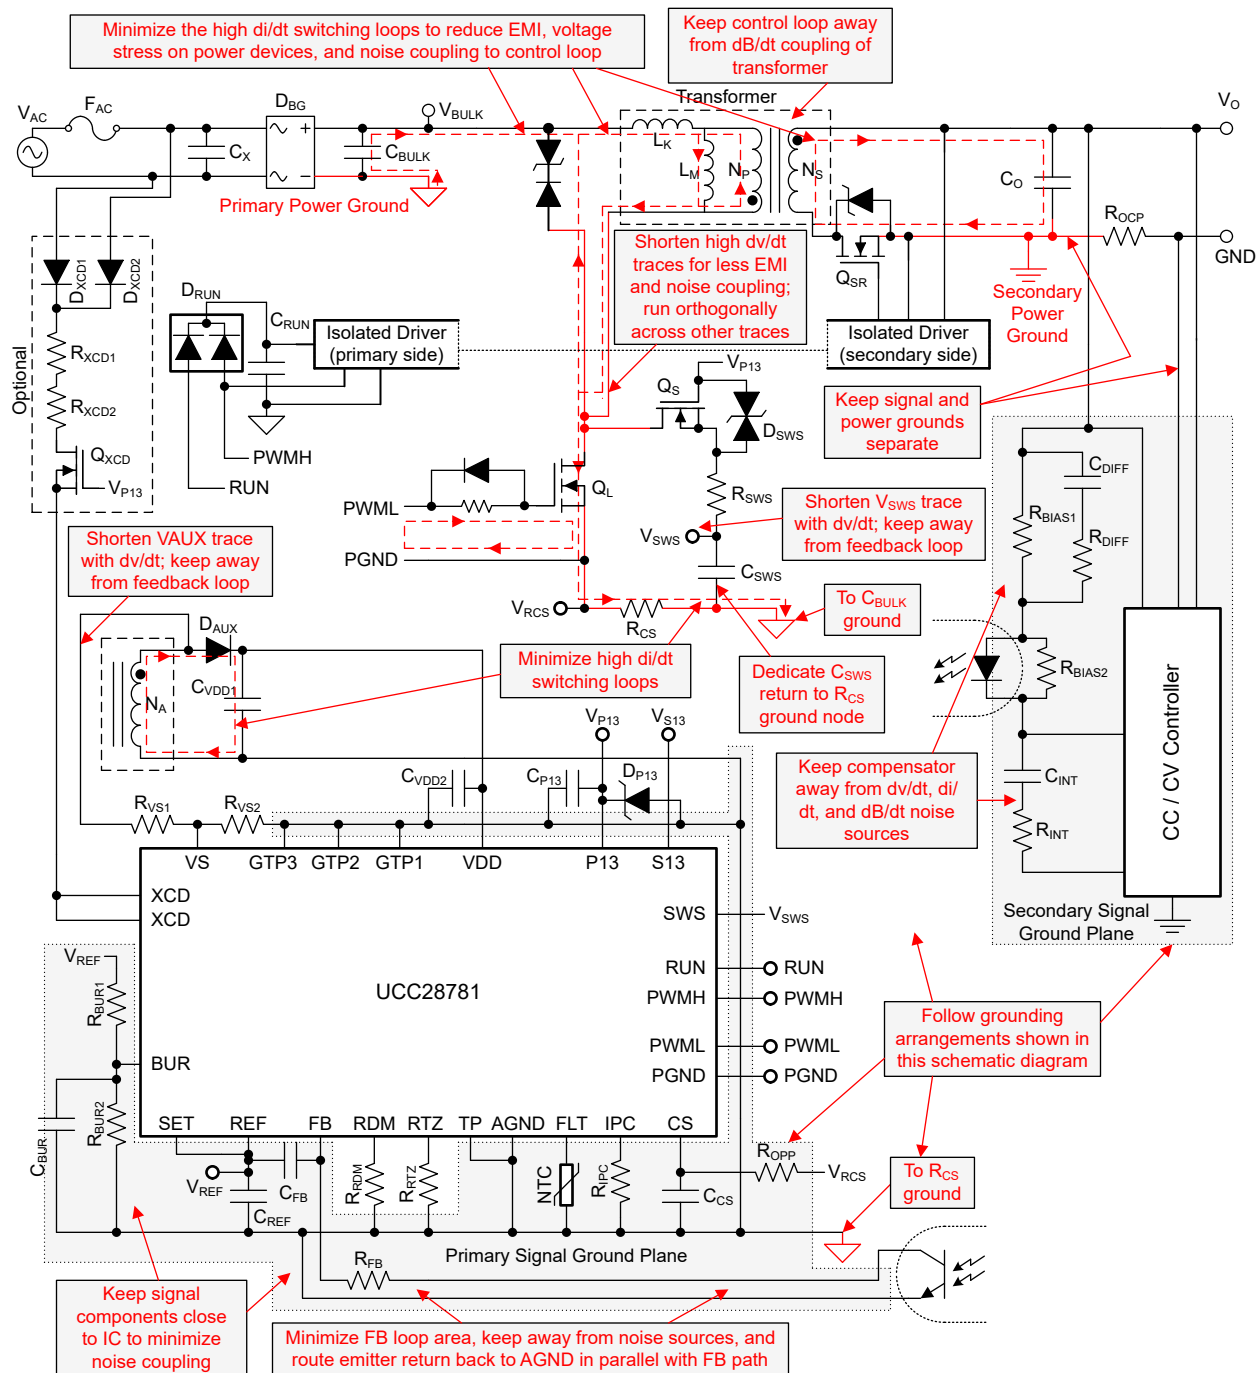 Minimize the high di/dt switching loops to reduce EMI, voltage
stress on power devices, and noise coupling to control loop
Keep control loop away
from dB/dt coupling of
transformer
Transformer
VAC
FAC
DBG
VBULK
VO
CX
+
−
CBULK
LK
LM
NP
NS
CO
Primary Power Ground
ROCP
GND
QSR
Secondary
Power
Ground
Shorten high dv/dt
traces for less EMI
and noise coupling;
run orthogonally
across other traces
DXCD1
DXCD2
DRUN
CRUN
Isolated Driver
(primary side)
Isolated Driver
(secondary side)
Optional
RXCD1
RXCD2
QXCD
VP13
PWMH
RUN
VP13
QS
DSWS
Keep signal and
power grounds
separate
PWML
QL
PGND
RSWS
VSWS
CSWS
Shorten VSWS trace
with dv/dt; keep away
from feedback loop
CDIFF
RBIAS1
RDIFF
Shorten VAUX trace
with dv/dt; keep away
from feedback loop
VRCS
RCS
To CBULK
ground
DAUX
NA
CVDD1
Minimize high di/dt
switching loops
Dedicate CSWS
return to RCS
ground node
RBIAS2
VP13
VS13
CVDD2
CP13
DP13
Keep compensator
away from dv/dt, di/
dt, and dB/dt noise
sources
CINT
RINT
CC / CV Controller
RVS1
RVS2
VS
GTP3
GTP2
GTP1
VDD
P13
S13
XCD
XCD
SWS
VSWS
Secondary Signal
Ground Plane
VREF
RBUR1
UCC28781
RUN
RUN
PWMH
PWMH
PWML
PWML
PGND
PGND
BUR
Follow grounding
arrangements shown in
this schematic diagram
CBUR
RBUR2
SET
REF
FB
RDM
RTZ
TP
AGND
FLT
IPC
CS
VREF
CFB
CREF
RRDM
RRTZ
NTC
RIPC
CCS
ROPP
VRCS
To RCS
ground
Primary Signal Ground Plane
RFB
Keep signal
components close
to IC to minimize
noise coupling
Minimize FB loop area, keep away from noise sources, and
route emitter return back to AGND in parallel with FB path